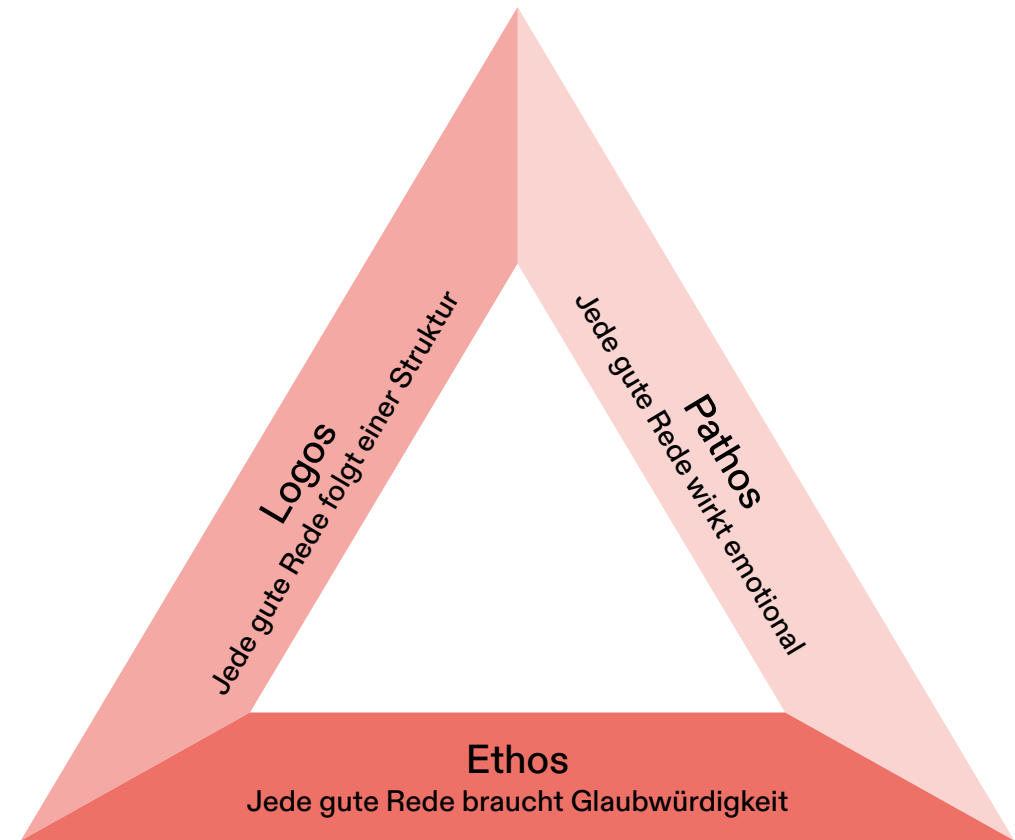 Logos
Jede gute Rede folgt einer Struktur
Pathos
Jede gute Rede wirkt emotional
Ethos
Jede gute Rede braucht Glaubwürdigkeit